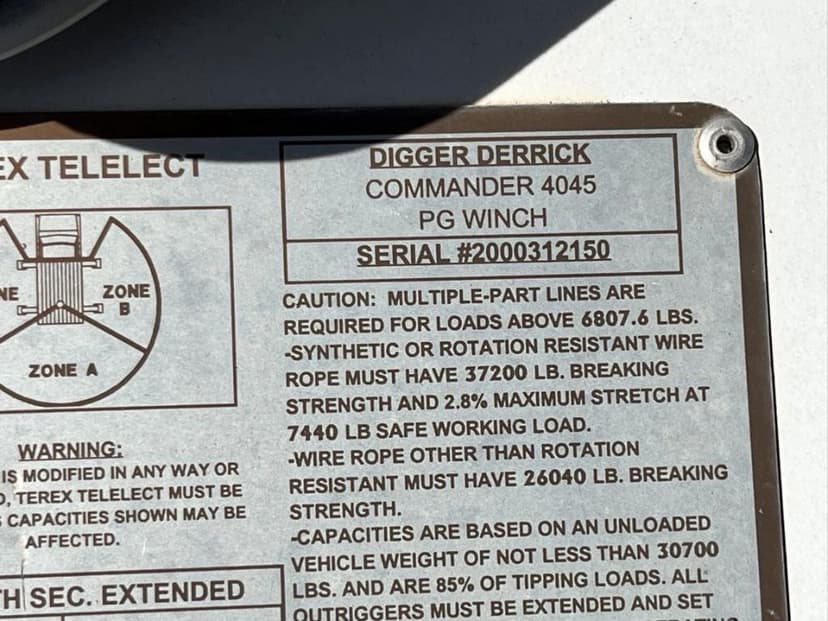 EX TELELECT
NE
ZONE
B
ZONE A
WARNING:
IS MODIFIED IN ANY WAY OR
, TEREX TELELECT MUST BE
CAPACITIES SHOWN MAY BE
AFFECTED.
TH SEC. EXTENDED
DIGGER DERRICK
COMMANDER 4045
PG WINCH
SERIAL #2000312150
CAUTION: MULTIPLE-PART LINES ARE
REQUIRED FOR LOADS ABOVE 6807.6 LBS.
-SYNTHETIC OR ROTATION RESISTANT WIRE
ROPE MUST HAVE 37200 LB. BREAKING
STRENGTH AND 2.8% MAXIMUM STRETCH AT
7440 LB SAFE WORKING LOAD.
-WIRE ROPE OTHER THAN ROTATION
RESISTANT MUST HAVE 26040 LB. BREAKING
STRENGTH.
-CAPACITIES ARE BASED ON AN UNLOADED
VEHICLE WEIGHT OF NOT LESS THAN 30700
LBS. AND ARE 85% OF TIPPING LOADS. ALL
OUTRIGGERS MUST BE EXTENDED AND SET